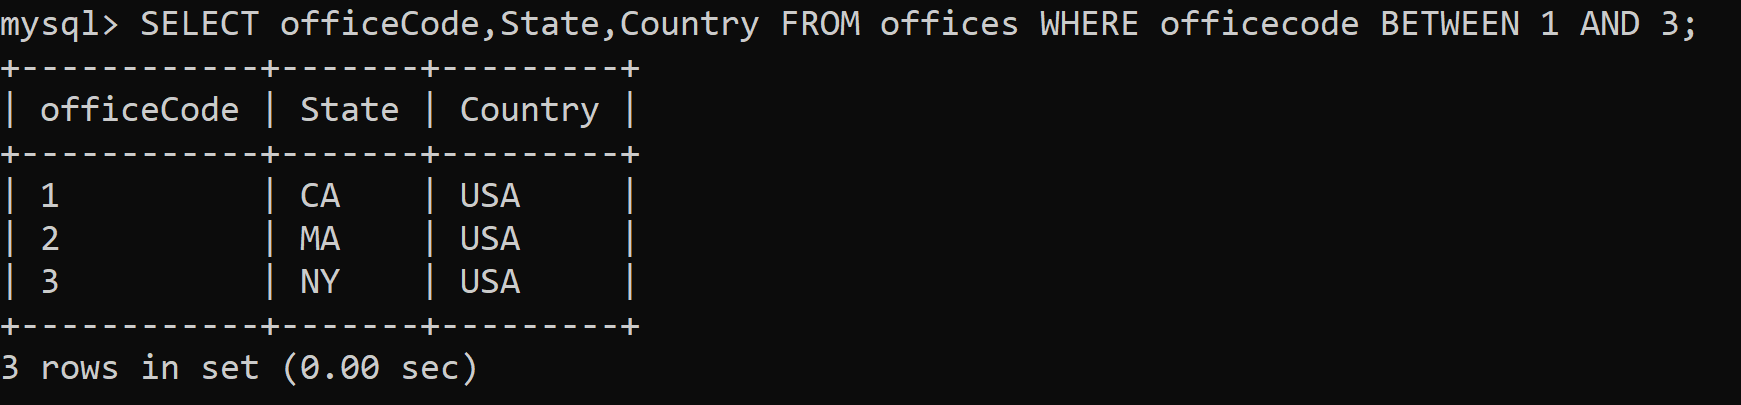 mysql> SELECT officeCode,State,Country FROM offices WHERE officecode BETWEEN 1 AND 3;
+------------+-------+---------+
| officeCode | State | Country |
+------------+-------+---------+
| 1          | CA    | USA     |
| 2          | MA    | USA     |
| 3          | NY    | USA     |
+------------+-------+---------+
3 rows in set (0.00 sec)